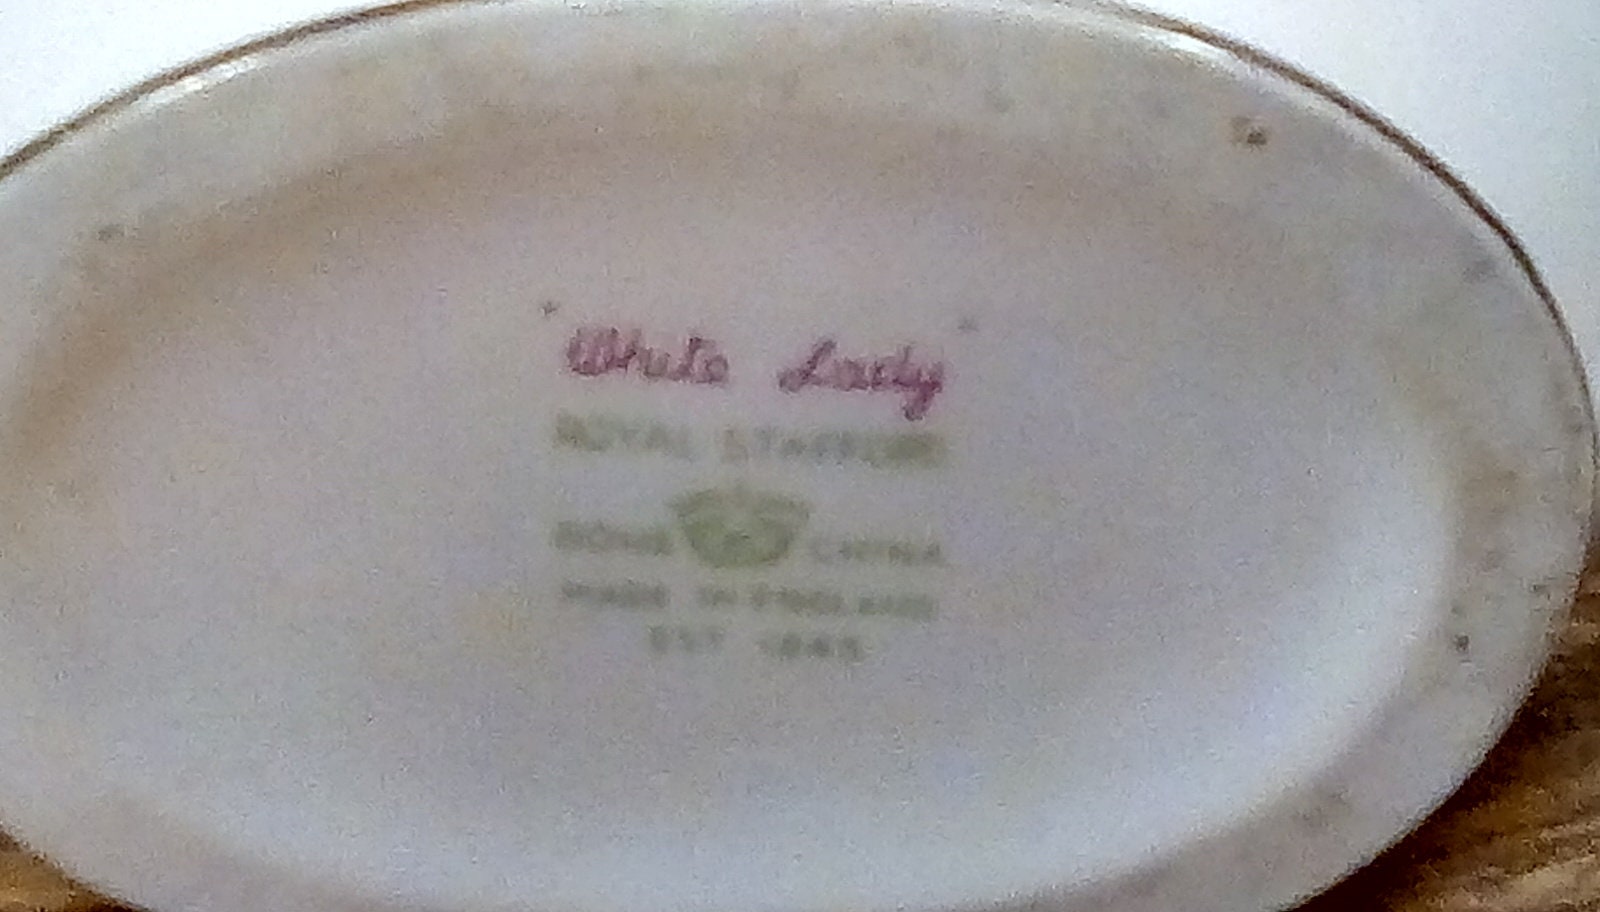 "White Lady"
ROYAL STAFFORD
BONE CHINA
MADE IN ENGLAND
EST 1845